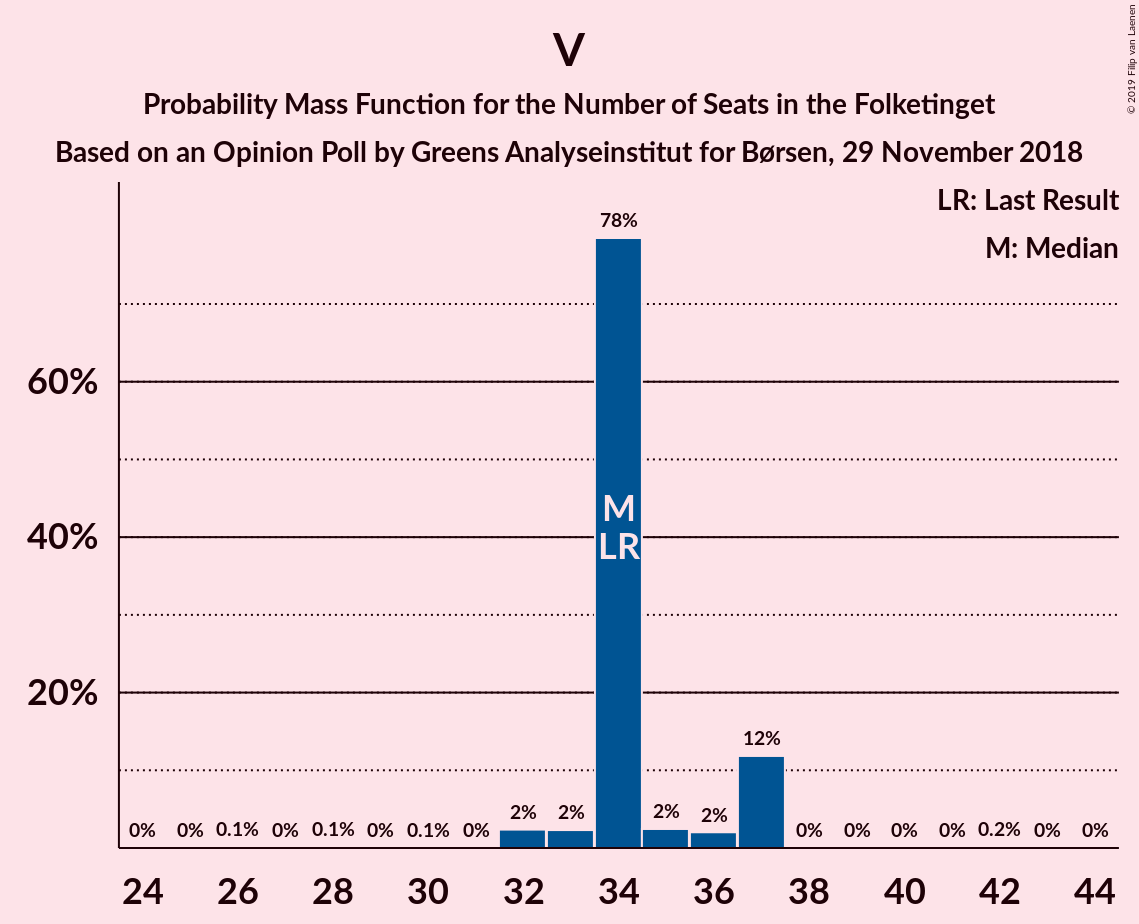 V
Probability Mass Function for the Number of Seats in the Folketinget
Based on an Opinion Poll by Greens Analyseinstitut for Børsen, 29 November 2018
© 2019 Filip van Laenen
LR: Last Result
M: Median
60%
40%
20%
0% 0% 0.1% 0% 0.1% 0% 0.1% 0% 2% 2% 78% 2% 2% 12% 0% 0% 0% 0% 0.2% 0% 0%
M
LR
24 26 28 30 32 34 36 38 40 42 44